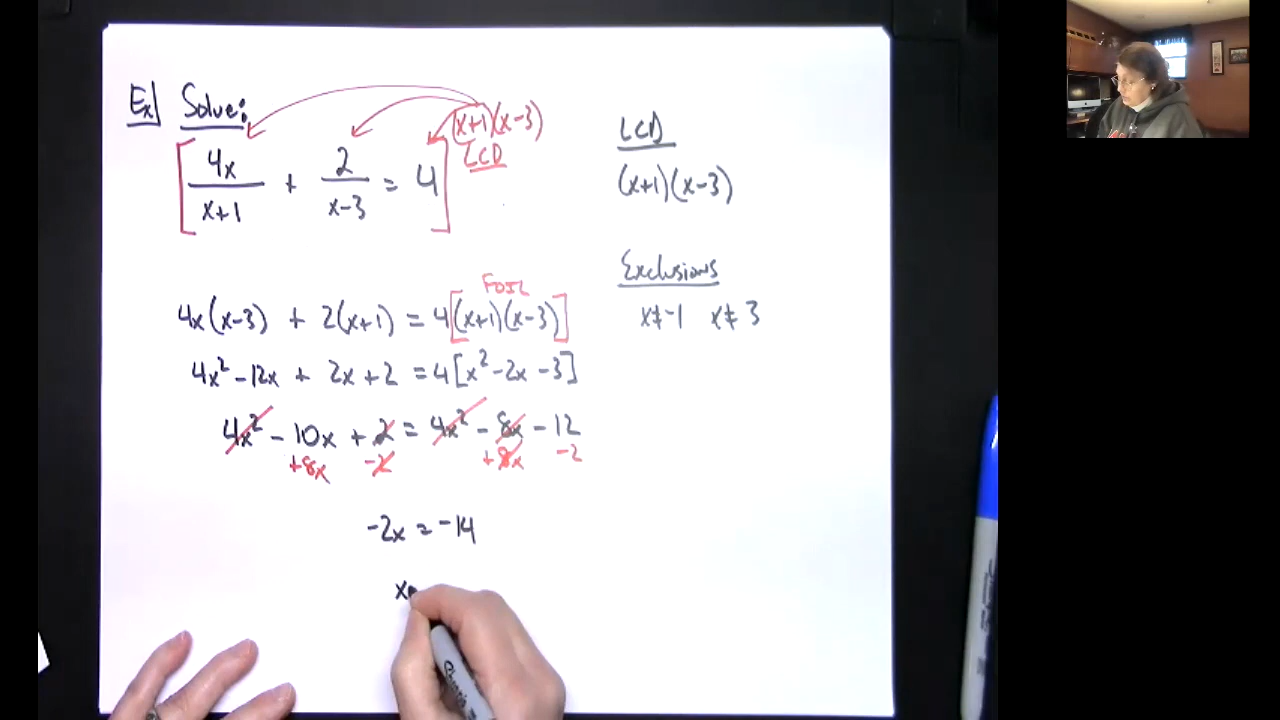 Ex Solve:
(x+1)(x-3)
LCD
[4x/(x+1) + 2/(x-3) = 4]
LCD
(x+1)(x-3)
Exclusions
x≠-1 x≠3
FOIL
4x(x-3) + 2(x+1) = 4[(x+1)(x-3)]
4x² - 12x + 2x + 2 = 4[x² - 2x - 3]
4x² - 10x + 2 = 4x² - 8x - 12
+8x -2 +8x -2
-2x = -14
x
Sharpie